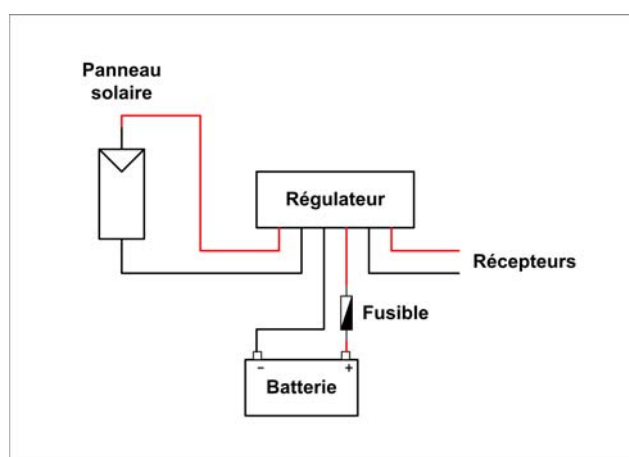 Panneau
solaire
Régulateur
Récepteurs
Fusible
− +
Batterie